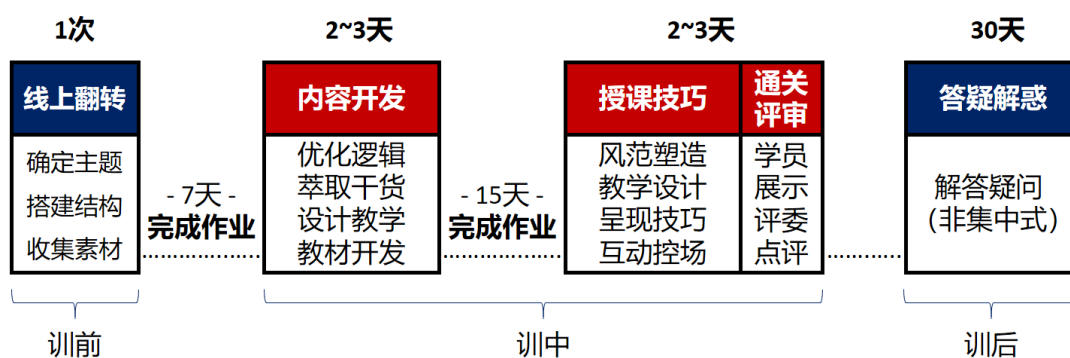 1次
2~3天
2~3天
30天
线上翻转
确定主题
搭建结构
收集素材
- 7天 -
完成作业
内容开发
优化逻辑
萃取干货
设计教学
教材开发
- 15天 -
完成作业
授课技巧
风范塑造
教学设计
呈现技巧
互动控场
通关
评审
学员
展示
评委
点评
答疑解惑
解答疑问
（非集中式）
训前
训中
训后